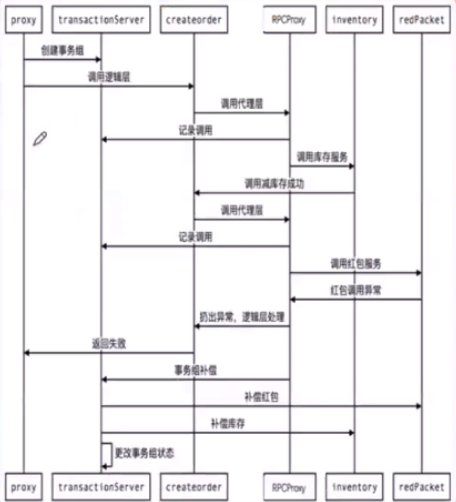 proxy transactionServer createorder RPCProxy inventory redPacket
创建事务组
调用逻辑层
调用代理层
记录调用
调用库存服务
调用减库存成功
调用代理层
记录调用
调用红包服务
红包调用异常
扔出异常、逻辑层处理
返回失败
事务组补偿
补偿红包
补偿库存
更改事务组状态
proxy transactionServer createorder RPCProxy inventory redPacket